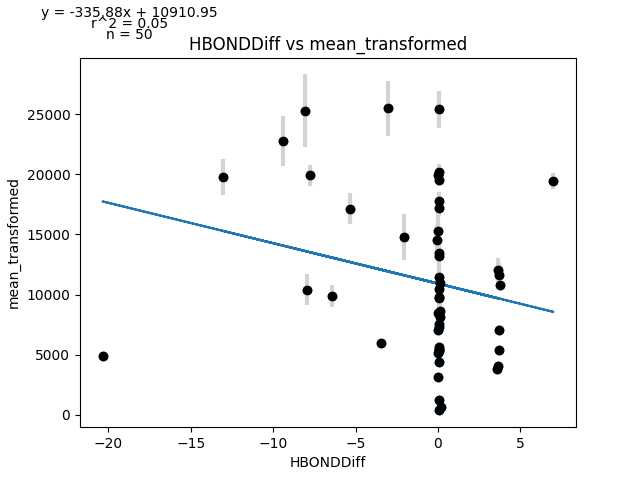 y = -335.88x + 10910.95
r^2 = 0.05
n = 50
HBONDDiff vs mean_transformed
mean_transformed
25000
20000
15000
10000
5000
0
−20
−15
−10
−5
0
5
HBONDDiff